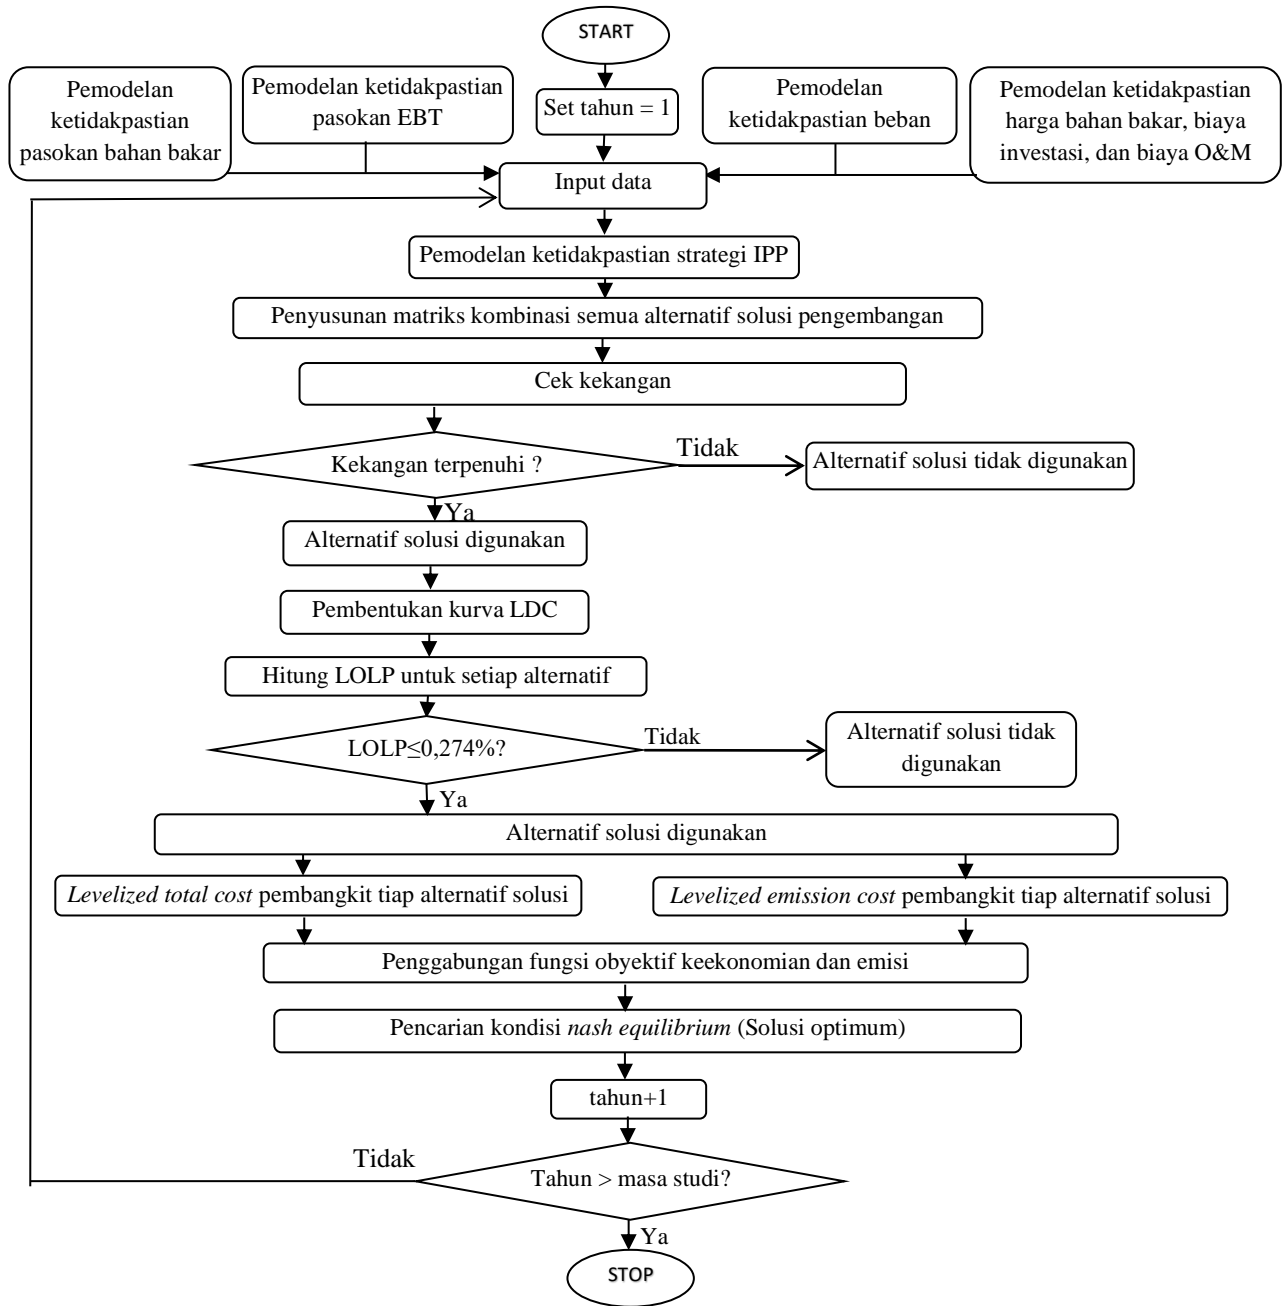 START
Pemodelan
ketidakpastian
pasokan bahan bakar
Pemodelan ketidakpastian
pasokan EBT
Set tahun = 1
Pemodelan
ketidakpastian beban
Pemodelan ketidakpastian
harga bahan bakar, biaya
investasi, dan biaya O&M
Input data
Pemodelan ketidakpastian strategi IPP
Penyusunan matriks kombinasi semua alternatif solusi pengembangan
Cek kekangan
Kekangan terpenuhi ?
Tidak
Alternatif solusi tidak digunakan
Ya
Alternatif solusi digunakan
Pembentukan kurva LDC
Hitung LOLP untuk setiap alternatif
LOLP≤0,274%?
Tidak
Alternatif solusi tidak
digunakan
Ya
Alternatif solusi digunakan
Levelized total cost pembangkit tiap alternatif solusi
Levelized emission cost pembangkit tiap alternatif solusi
Penggabungan fungsi obyektif keekonomian dan emisi
Pencarian kondisi nash equilibrium (Solusi optimum)
tahun+1
Tidak
Tahun > masa studi?
Ya
STOP